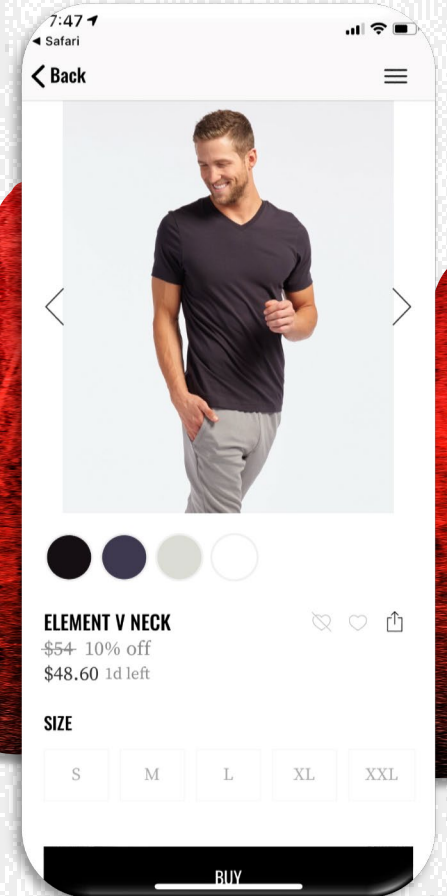 7:47
Safari
Back
ELEMENT V NECK
$54 10% off
$48.60 1d left
SIZE
S M L XL XXL
BUY